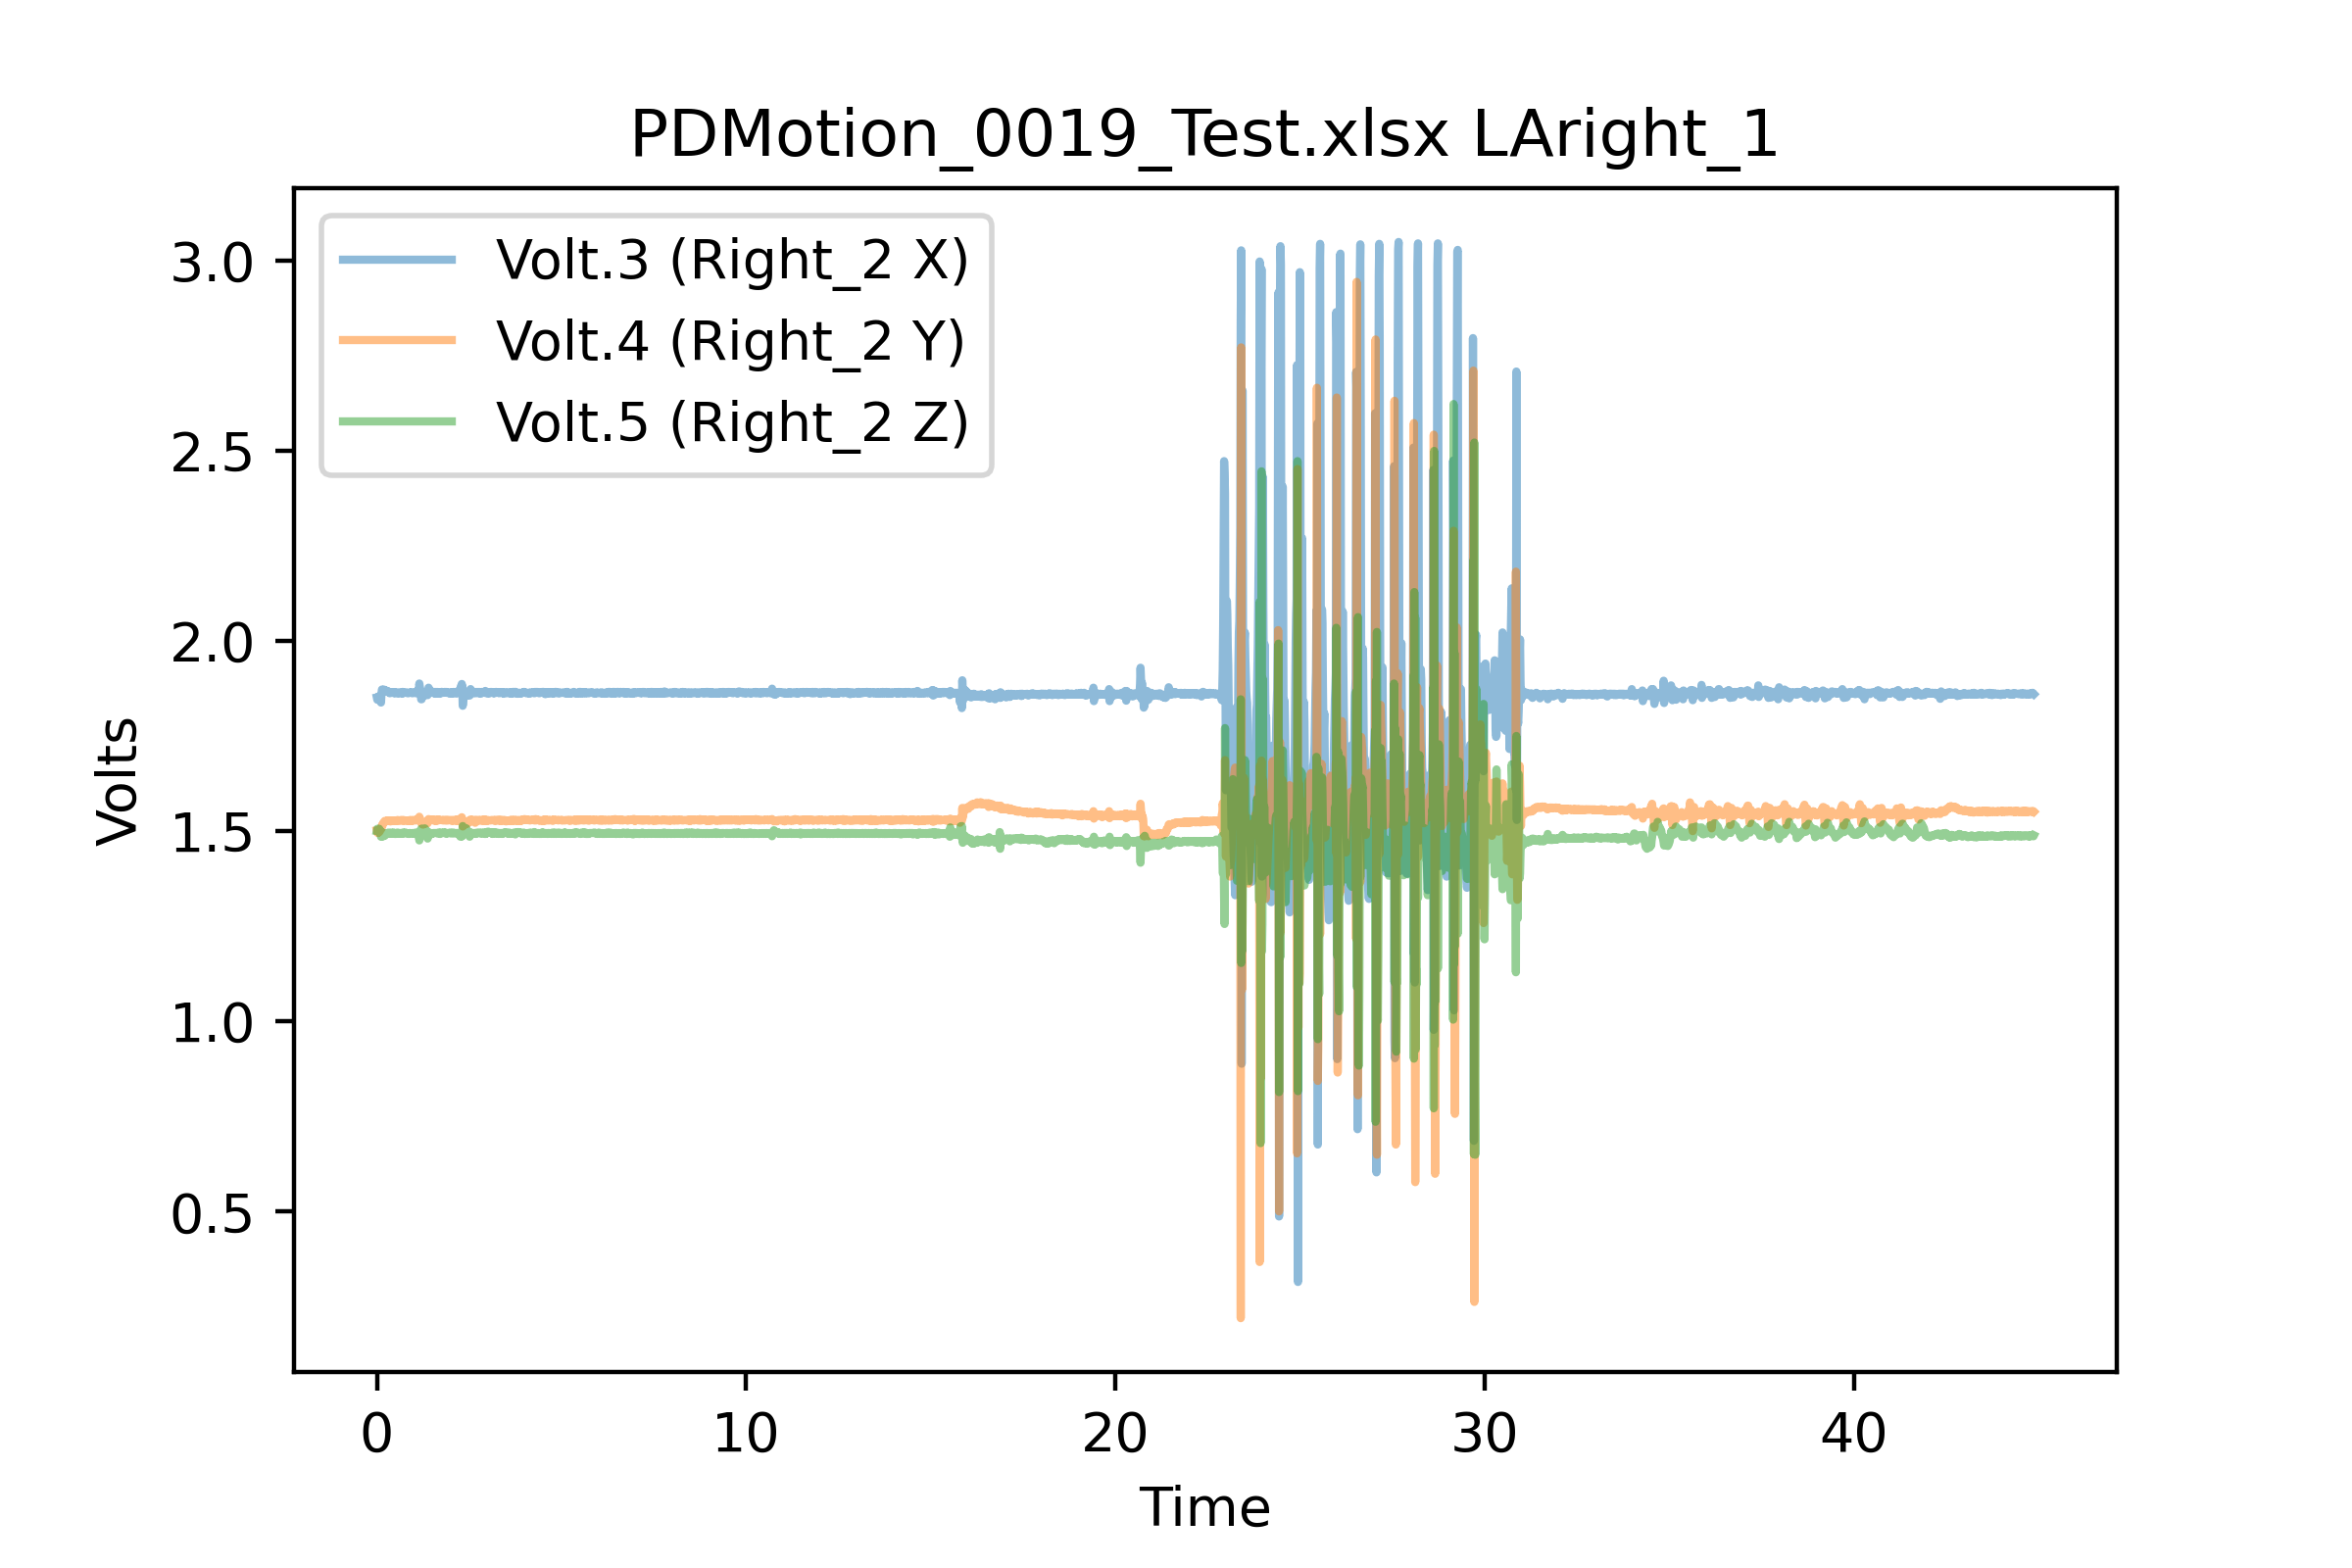 PDMotion_0019_Test.xlsx LAright_1
Volt.3 (Right_2 X)
Volt.4 (Right_2 Y)
Volt.5 (Right_2 Z)
3.0
2.5
2.0
1.5
1.0
0.5
Volts
0 10 20 30 40
Time